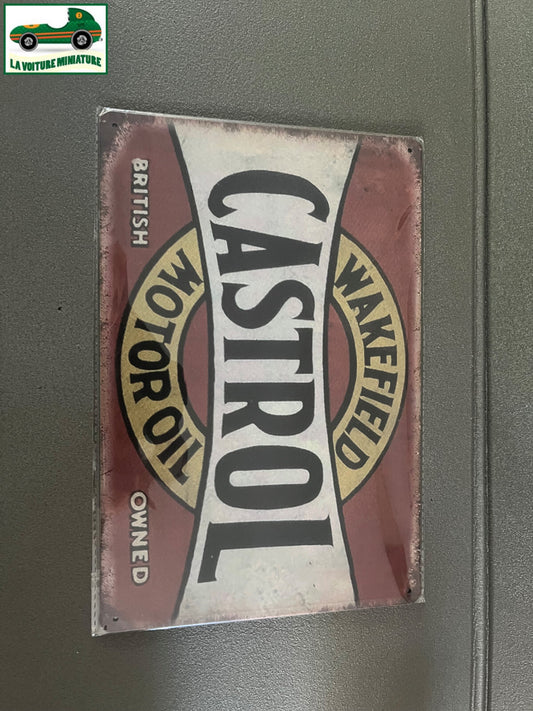 LA VOITURE MINIATURE
WAKEFIELD
CASTROL
MOTOR OIL
BRITISH OWNED